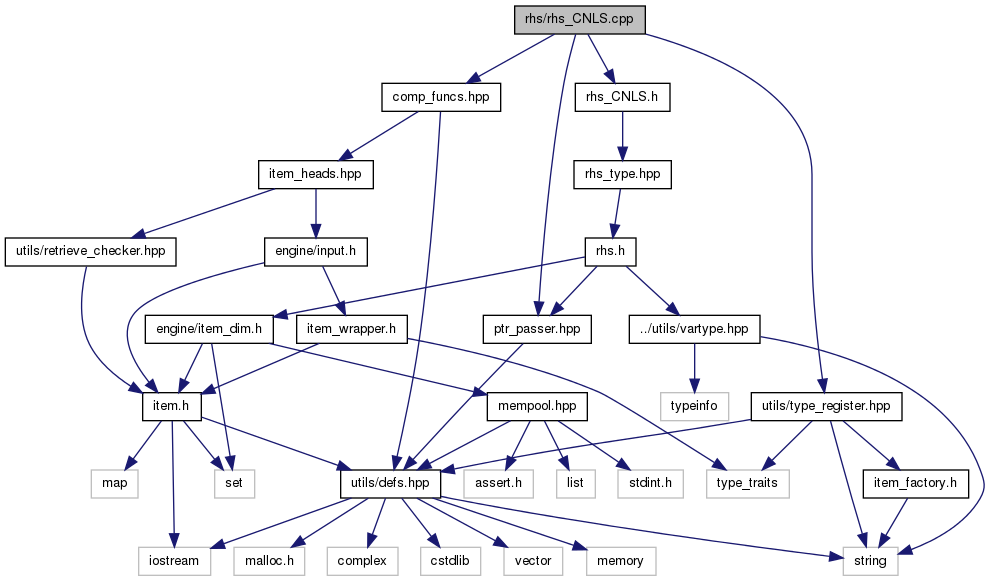 rhs/rhs_CNLS.cpp
comp_funcs.hpp
rhs_CNLS.h
item_heads.hpp
rhs_type.hpp
utils/retrieve_checker.hpp
engine/input.h
rhs.h
engine/item_dim.h
item_wrapper.h
ptr_passer.hpp
../utils/vartype.hpp
item.h
mempool.hpp
typeinfo
utils/type_register.hpp
map
set
utils/defs.hpp
assert.h
list
stdint.h
type_traits
item_factory.h
iostream
malloc.h
complex
cstdlib
vector
memory
string